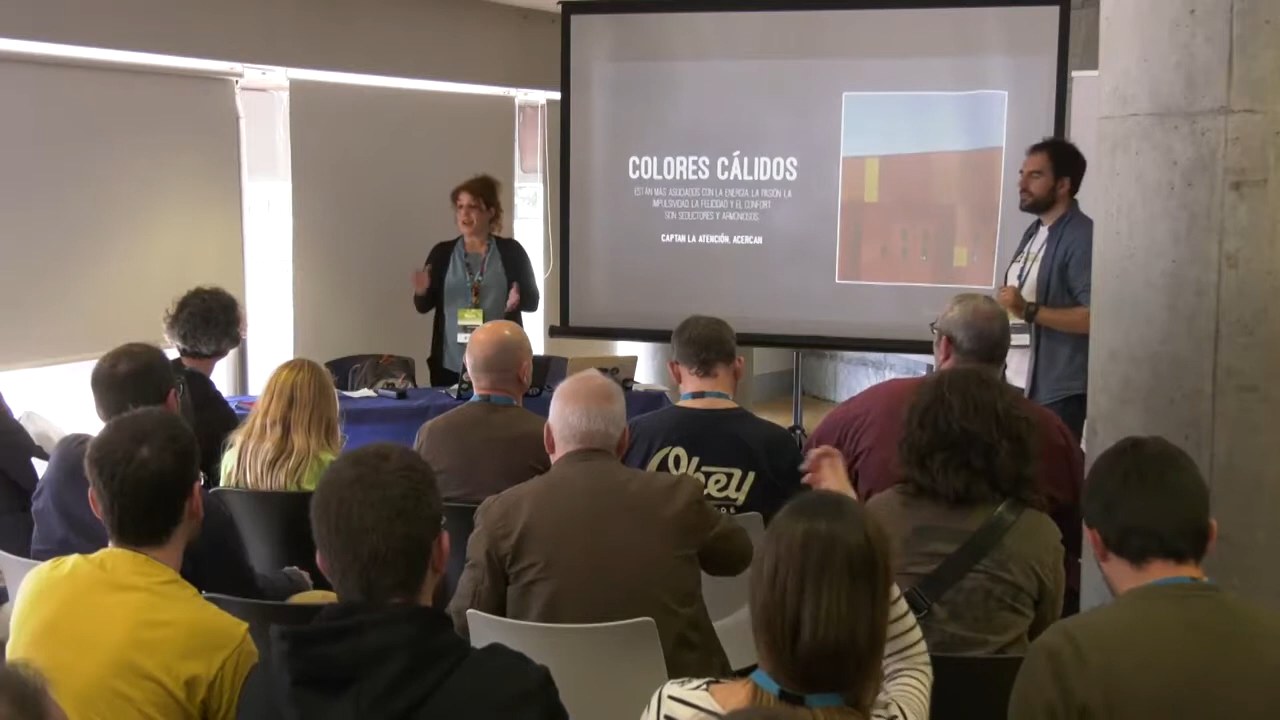 COLORES CÁLIDOS
ESTÁN MÁS ASOCIADOS CON LA ENERGÍA, LA PASIÓN, LA
IMPULSIVIDAD, LA FELICIDAD Y EL CONFORT.
SON SEDUCTORES Y ARMONIOSOS.
CAPTAN LA ATENCIÓN, ACERCAN
Obey